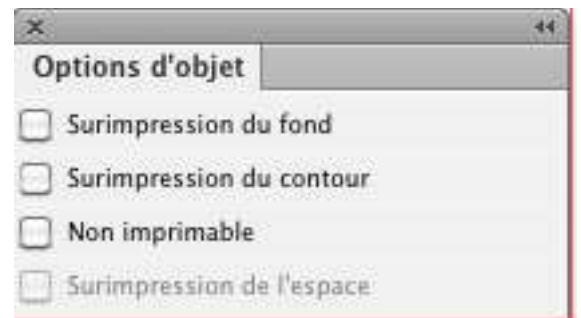 Options d'objet
Surimpression du fond
Surimpression du contour
Non imprimable
Surimpression de l'espace